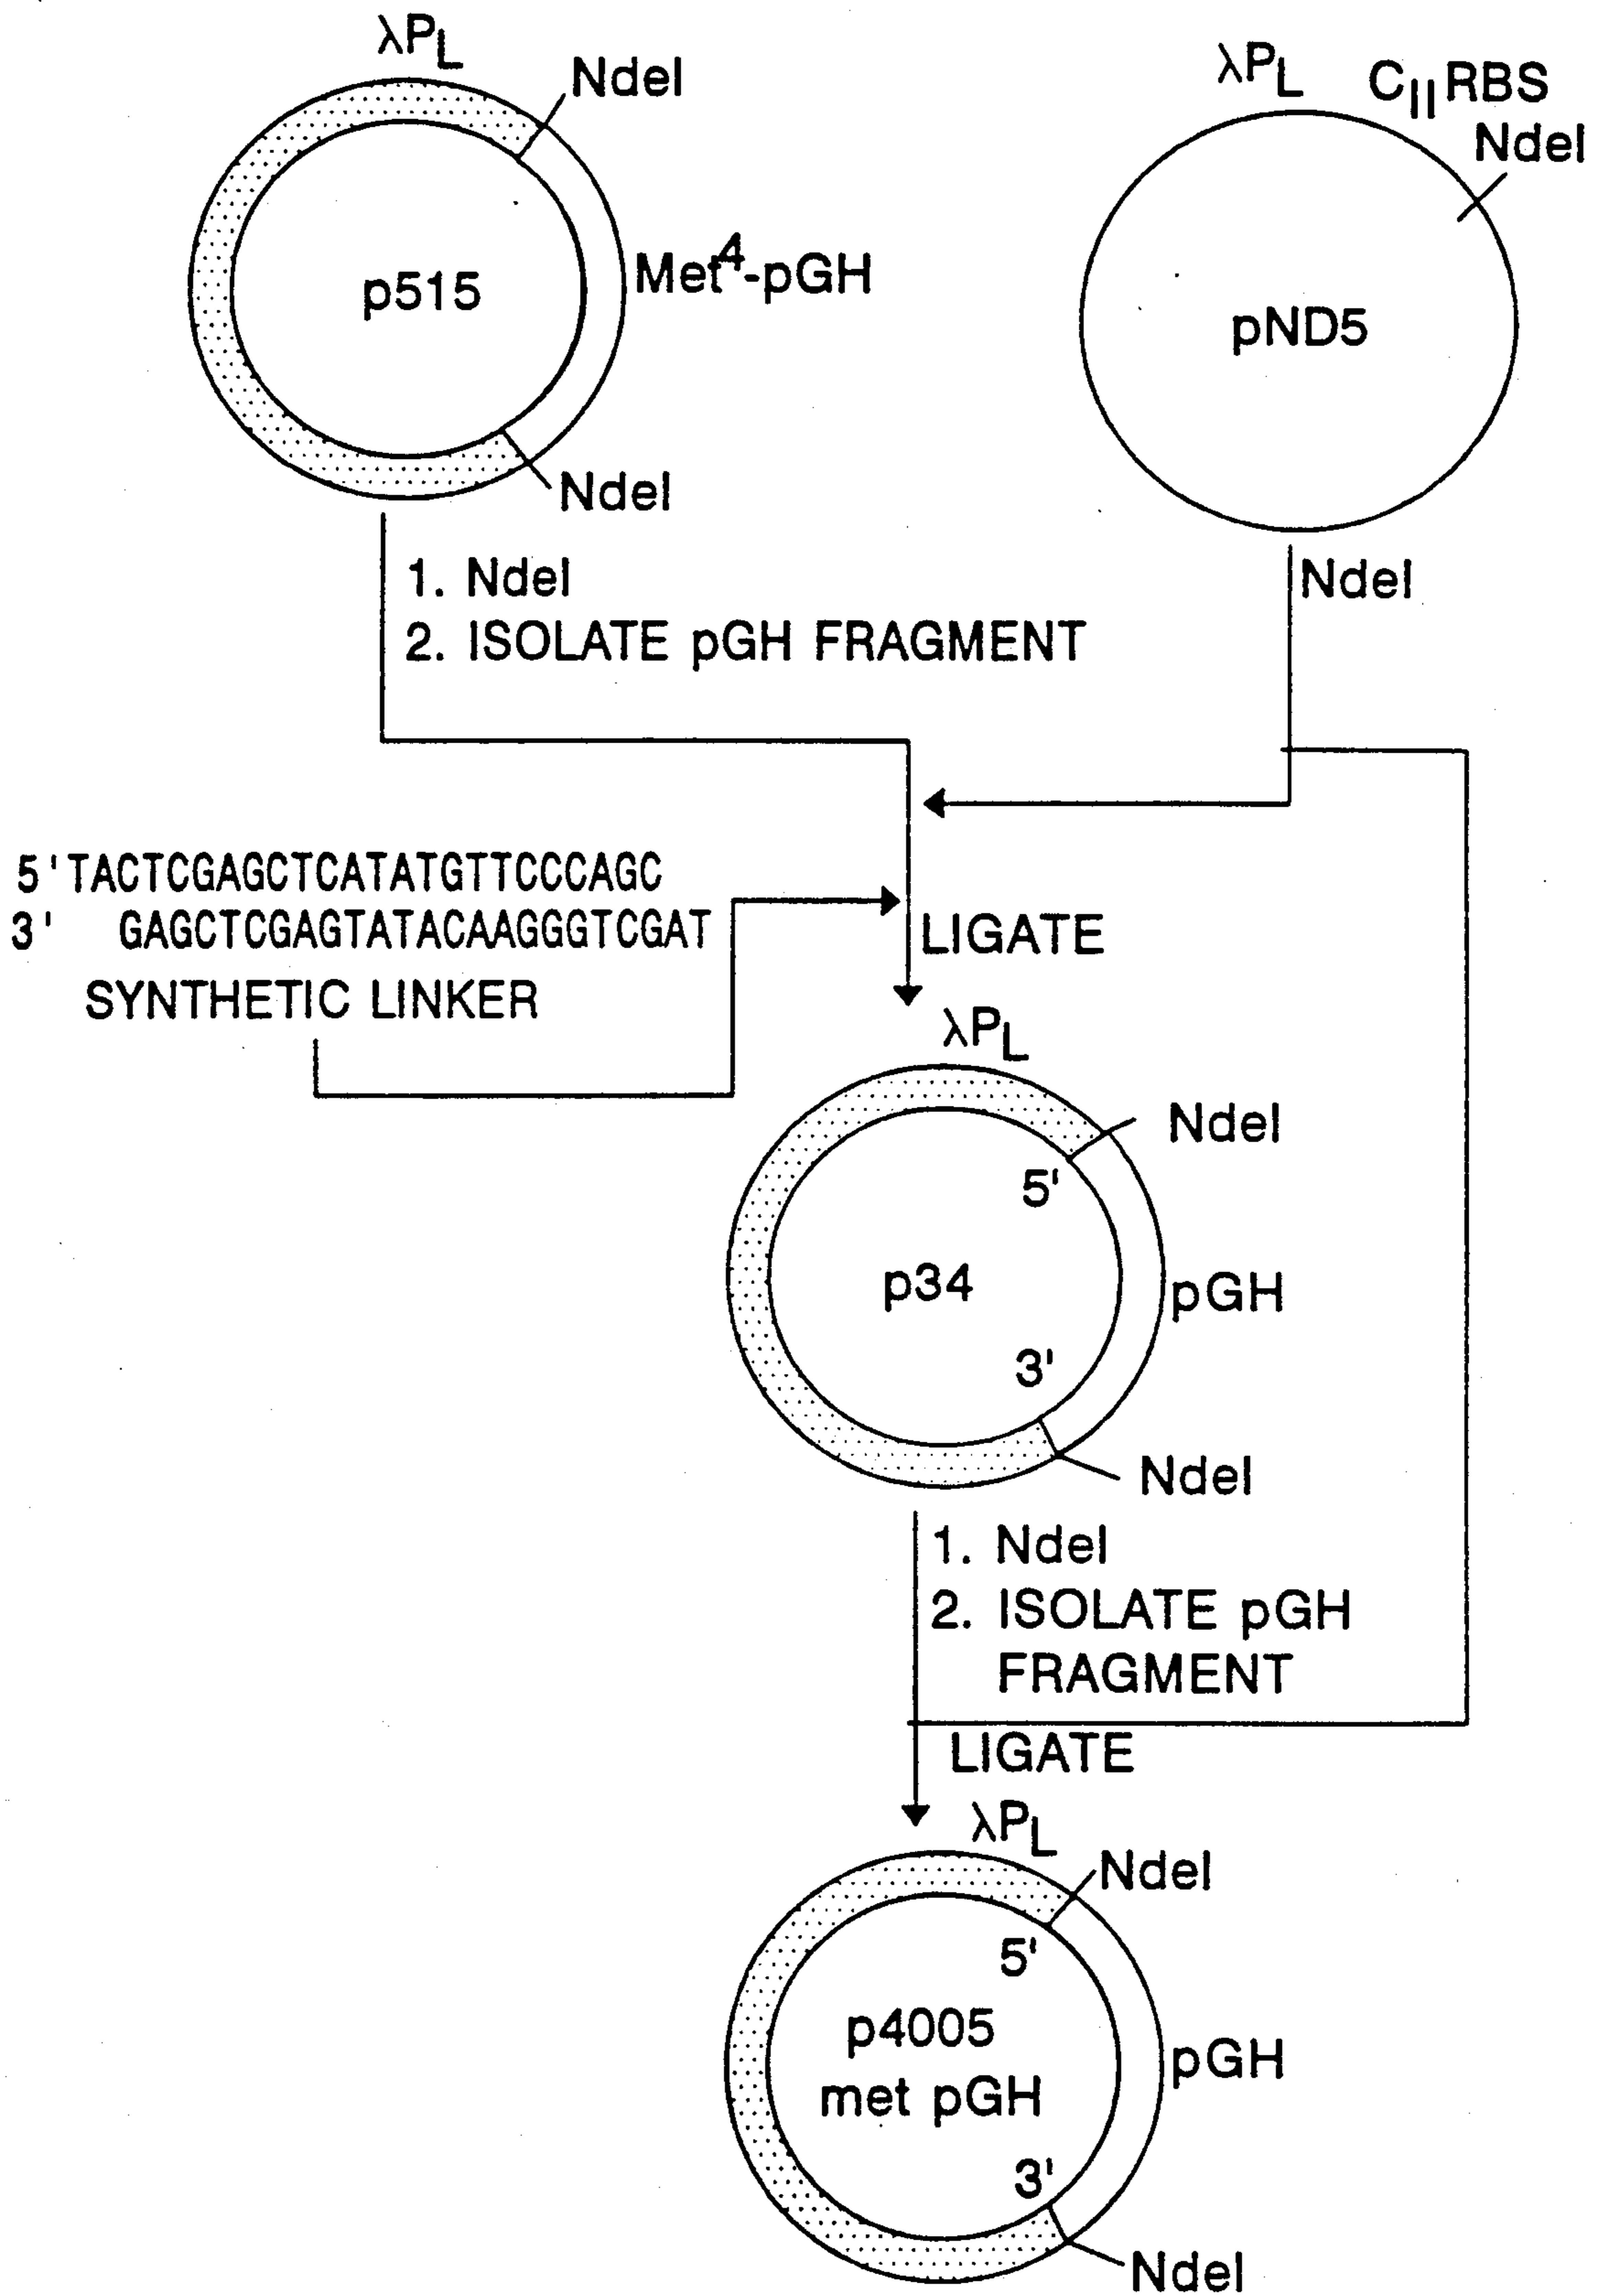 λPL
NdeI
p515
Met4-pGH
NdeI
λPL
CIIRBS
NdeI
pND5
1. NdeI
2. ISOLATE pGH FRAGMENT
NdeI
5'TACTCGAGCTCATATGTTCCCAGC
3' GAGCTCGAGTATACAAGGGTCGAT
SYNTHETIC LINKER
LIGATE
λPL
NdeI
5'
p34
pGH
3'
NdeI
1. NdeI
2. ISOLATE pGH
FRAGMENT
LIGATE
λPL
NdeI
5'
p4005
met pGH
pGH
3'
NdeI